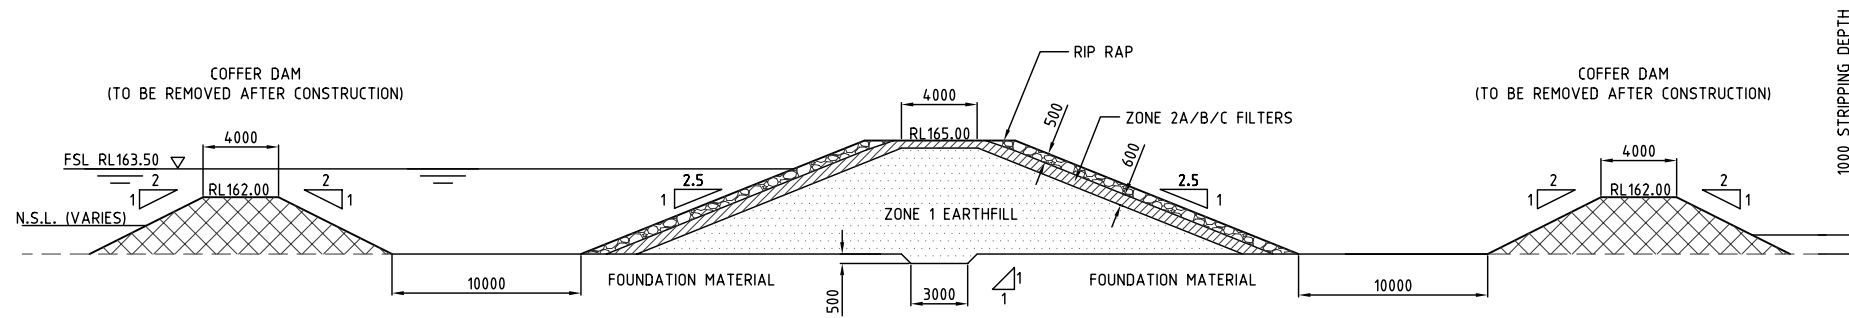 RIP RAP
COFFER DAM
(TO BE REMOVED AFTER CONSTRUCTION)
COFFER DAM
(TO BE REMOVED AFTER CONSTRUCTION)
1000 STRIPPING DEPTH
4000
500
ZONE 2A/B/C FILTERS
RL165.00
4000
600
4000
FSL RL163.50
2
1
RL162.00
2
1
2.5
1
2.5
1
2
1
RL162.00
2
1
N.S.L. (VARIES)
ZONE 1 EARTHFILL
10000
FOUNDATION MATERIAL
500
3000
1
1
FOUNDATION MATERIAL
10000